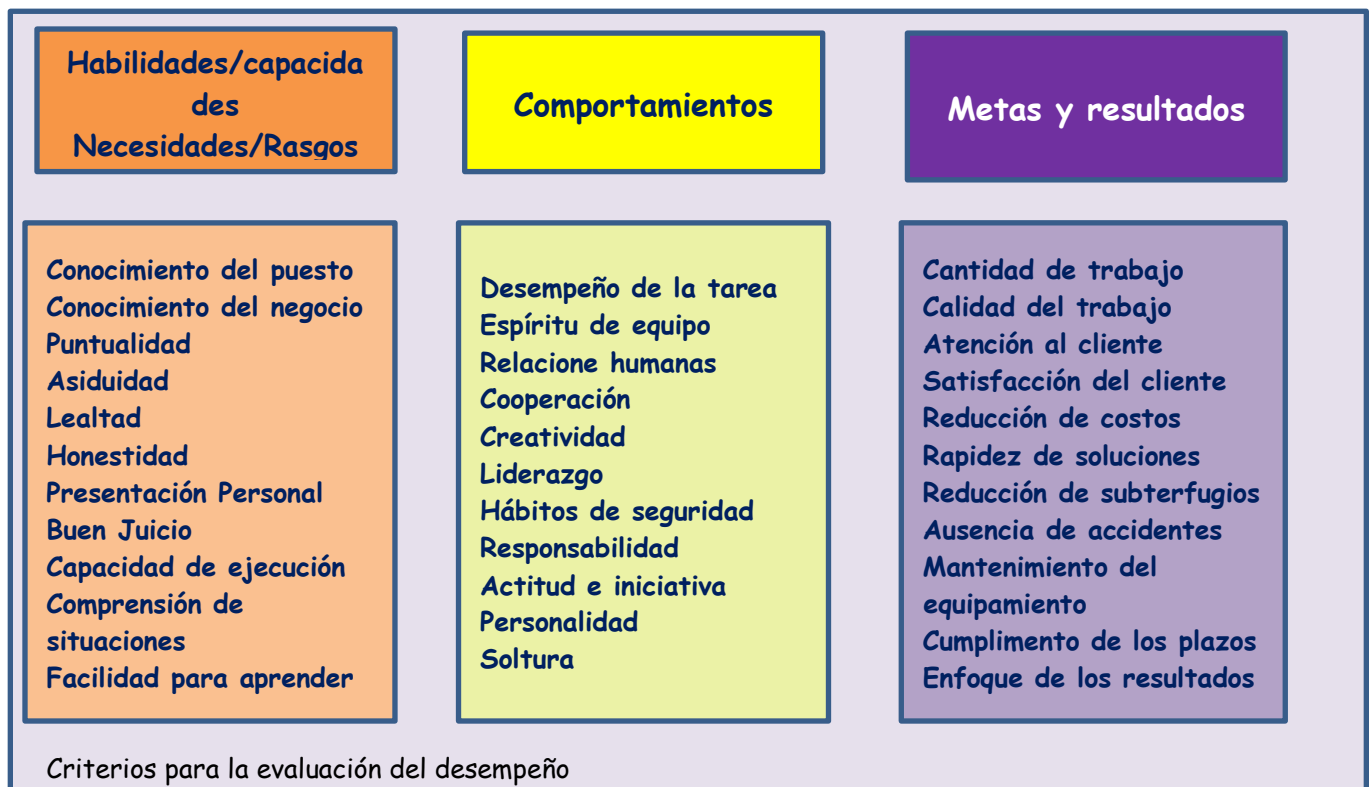 Habilidades/capacida
des
Necesidades/Rasgos
Comportamientos
Metas y resultados
Conocimiento del puesto
Conocimiento del negocio
Puntualidad
Asiduidad
Lealtad
Honestidad
Presentación Personal
Buen Juicio
Capacidad de ejecución
Comprensión de
situaciones
Facilidad para aprender
Desempeño de la tarea
Espíritu de equipo
Relacione humanas
Cooperación
Creatividad
Liderazgo
Hábitos de seguridad
Responsabilidad
Actitud e iniciativa
Personalidad
Soltura
Cantidad de trabajo
Calidad del trabajo
Atención al cliente
Satisfacción del cliente
Reducción de costos
Rapidez de soluciones
Reducción de subterfugios
Ausencia de accidentes
Mantenimiento del
equipamiento
Cumplimento de los plazos
Enfoque de los resultados
Criterios para la evaluación del desempeño